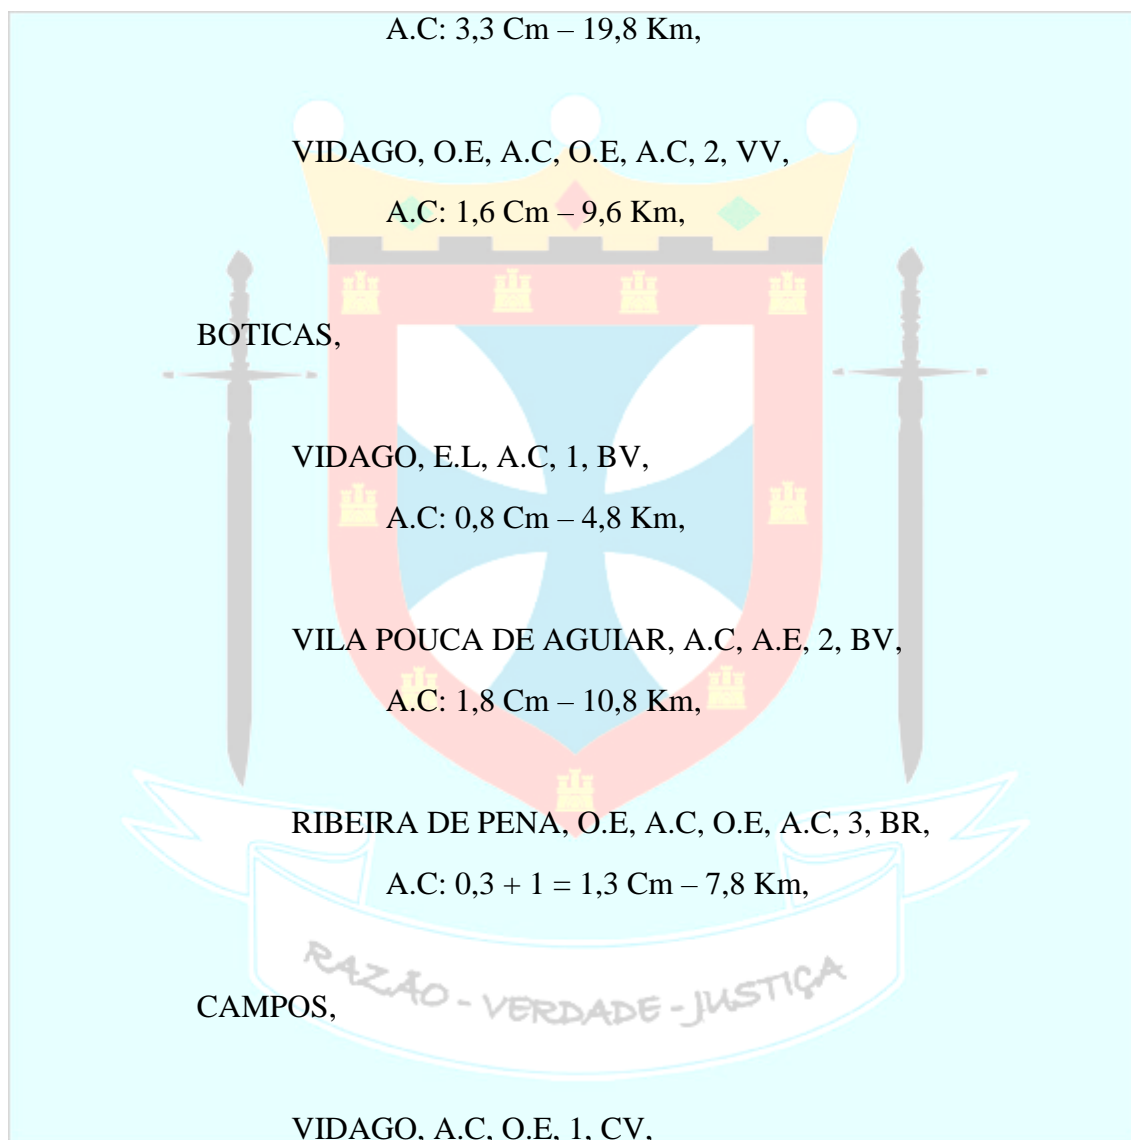 A.C: 3,3 Cm – 19,8 Km,
VIDAGO, O.E, A.C, O.E, A.C, 2, VV,
A.C: 1,6 Cm – 9,6 Km,
BOTICAS,
VIDAGO, E.L, A.C, 1, BV,
A.C: 0,8 Cm – 4,8 Km,
VILA POUCA DE AGUIAR, A.C, A.E, 2, BV,
A.C: 1,8 Cm – 10,8 Km,
RIBEIRA DE PENA, O.E, A.C, O.E, A.C, 3, BR,
A.C: 0,3 + 1 = 1,3 Cm – 7,8 Km,
RAZÃO - VERDADE - JUSTIÇA
CAMPOS,
VIDAGO, A.C, O.E, 1, CV,